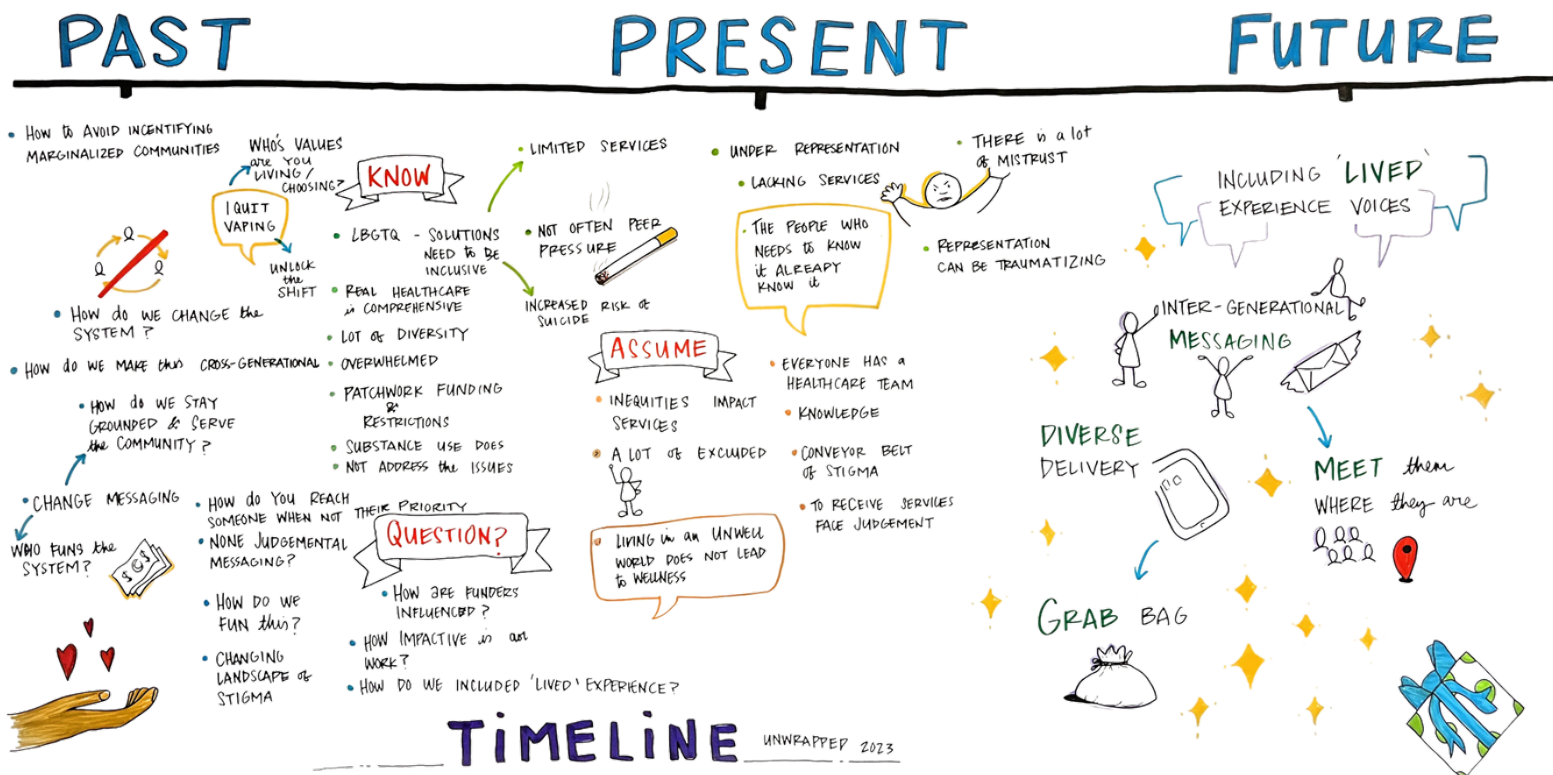 PAST
PRESENT
FUTURE
HOW to AVOID INCENTIFYING
MARGINALIZED COMMUNITIES
WHO'S VALUES
are YOU
LIVING /
CHOOSING?
I QUIT
VAPING
UNLOCK
the
SHIFT
HOW do WE CHANGE the
SYSTEM ?
HOW do WE MAKE this CROSS-GENERATIONAL
HOW do WE STAY
GROUNDED & SERVE
the COMMUNITY ?
CHANGE MESSAGING
WHO FUNS the
SYSTEM ?
KNOW
LBGTQ - SOLUTIONS
NEED to BE
INCLUSIVE
REAL HEALTHCARE
is COMPREHENSIVE
LOT of DIVERSITY
OVERWHELMED
PATCHWORK FUNDING
&
RESTRICTIONS
SUBSTANCE USE DOES
NOT ADDRESS the ISSUES
LIMITED SERVICES
NOT OFTEN PEER
PRESSURE
INCREASED RISK of
SUICIDE
HOW do YOU REACH
SOMEONE WHEN NOT THEIR PRIORITY
NONE JUDGEMENTAL
MESSAGING?
HOW DO WE
FUN this?
CHANGING
LANDSCAPE of
STIGMA
QUESTION?
HOW ARE FUNDERS
INFLUENCED ?
HOW IMPACTIVE is our
WORK?
HOW DO WE INCLUDED 'LIVED' EXPERIENCE?
UNDER REPRESENTATION
LACKING SERVICES
THE PEOPLE WHO
NEEDS to KNOW
it ALREADY
KNOW it
THERE is a LOT
of MISTRUST
REPRESENTATION
CAN BE TRAUMATIZING
ASSUME
INEQUITIES IMPACT
SERVICES
A LOT of EXCLUDED
LIVING in an UNWELL
WORLD DOES NOT LEAD
to WELLNESS
EVERYONE HAS a
HEALTHCARE TEAM
KNOWLEDGE
CONVEYOR BELT
of STIGMA
TO RECEIVE SERVICES
FACE JUDGEMENT
INCLUDING 'LIVED'
EXPERIENCE VOICES
INTER-GENERATIONAL
MESSAGING
DIVERSE
DELIVERY
MEET them
WHERE they are
GRAB BAG
TIMELINE
UNWRAPPED 2023